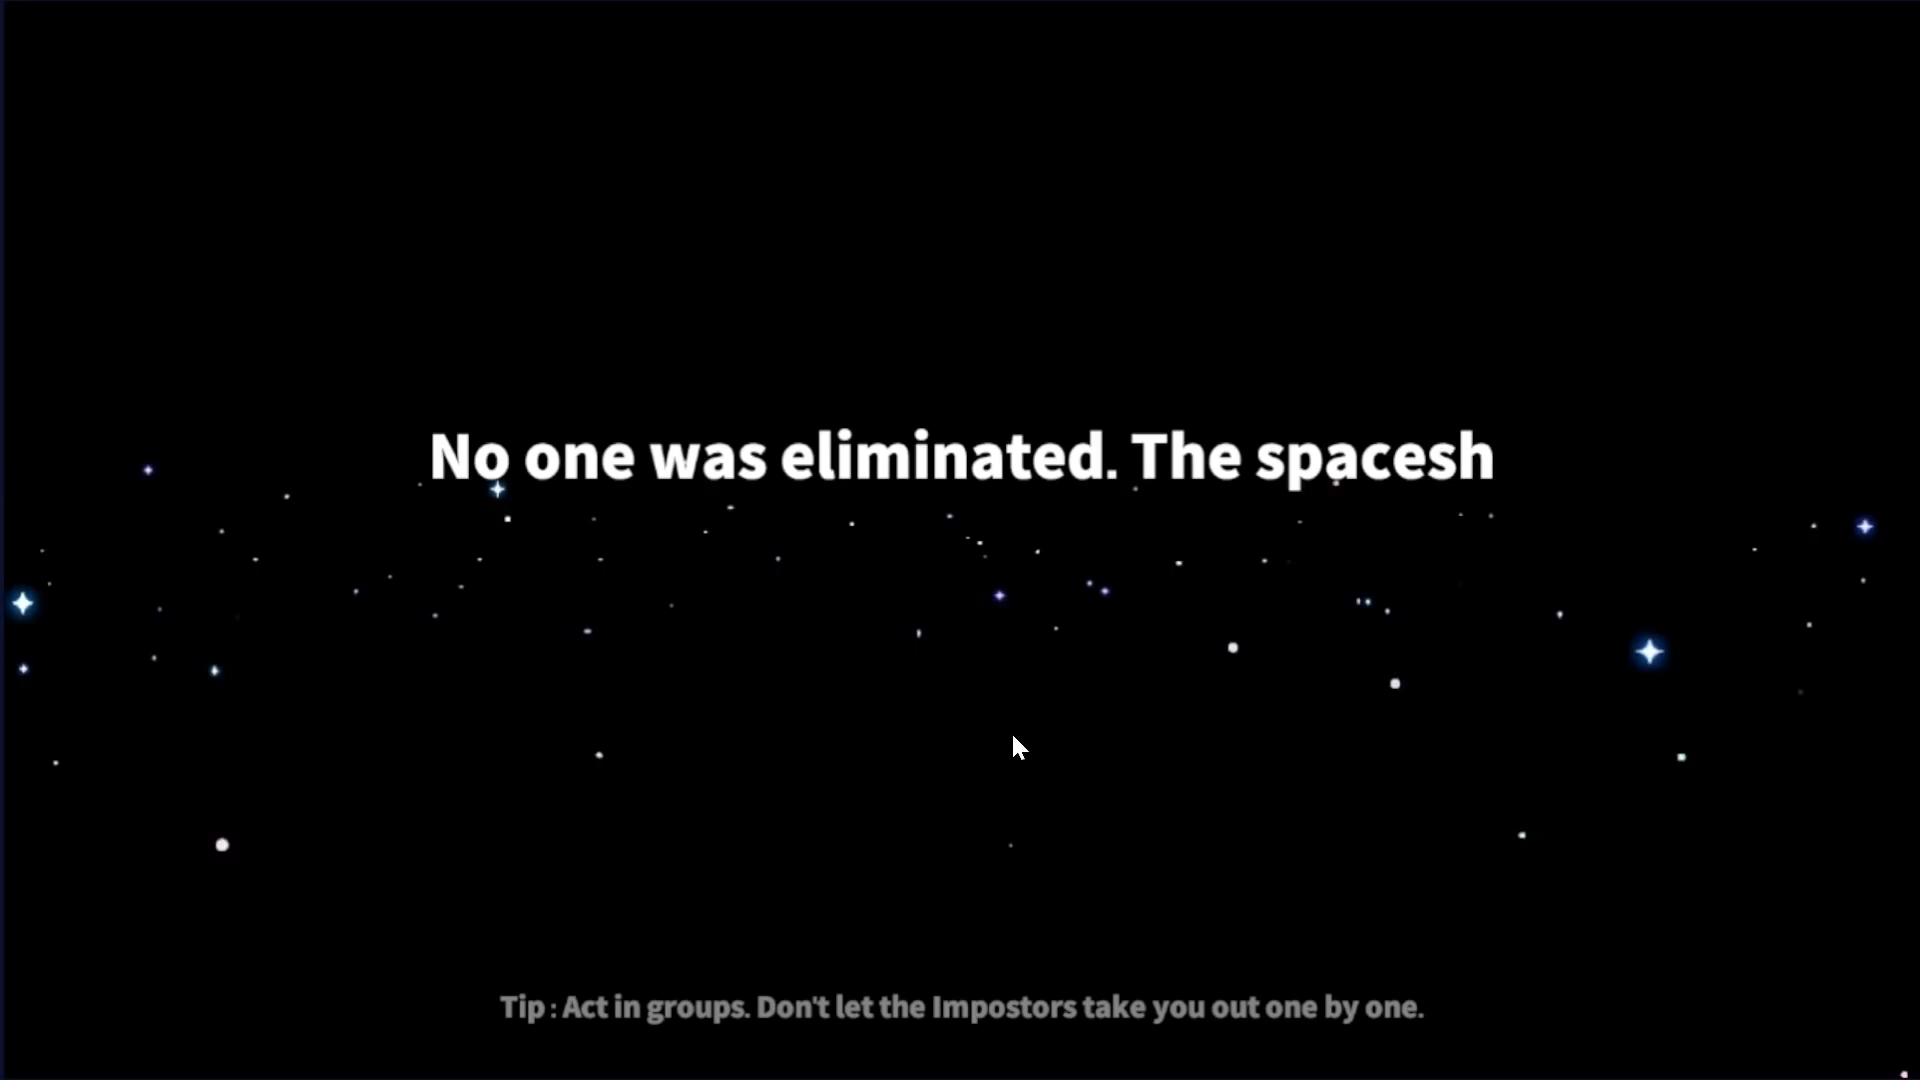 No one was eliminated. The spacesh
Tip : Act in groups. Don't let the Impostors take you out one by one.